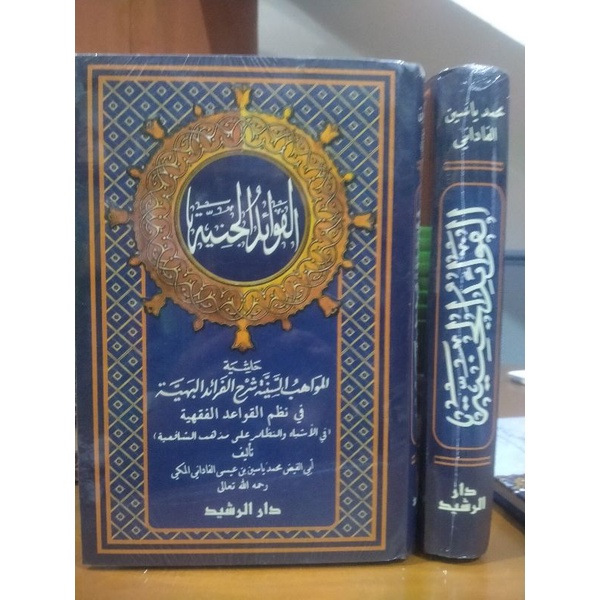 الفوائد الجنية
حاشية
المواهب السنية شرح الفرائد البهية
في نظم القواعد الفقهية
(في الأشباه والنظائر على مذهب الشافعية)
تأليف
أبي الفيض محمد ياسين بن عيسى الفاداني المكي
رحمه الله تعالى
دار الرشيد
محمد ياسين
الفاداني
الفوائد الجنية
دار
الرشيد